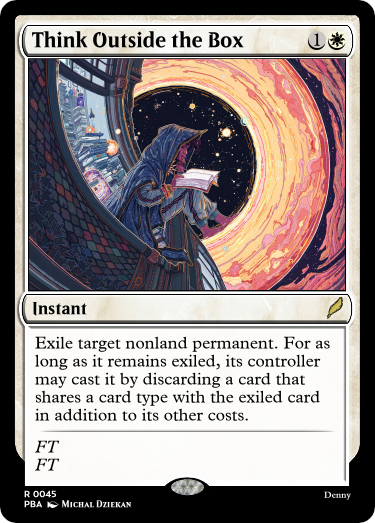 Think Outside the Box 1
Instant
Exile target nonland permanent. For as
long as it remains exiled, its controller
may cast it by discarding a card that
shares a card type with the exiled card
in addition to its other costs.
FT
FT
R 0045
PBA Michal Dziekan
Denny